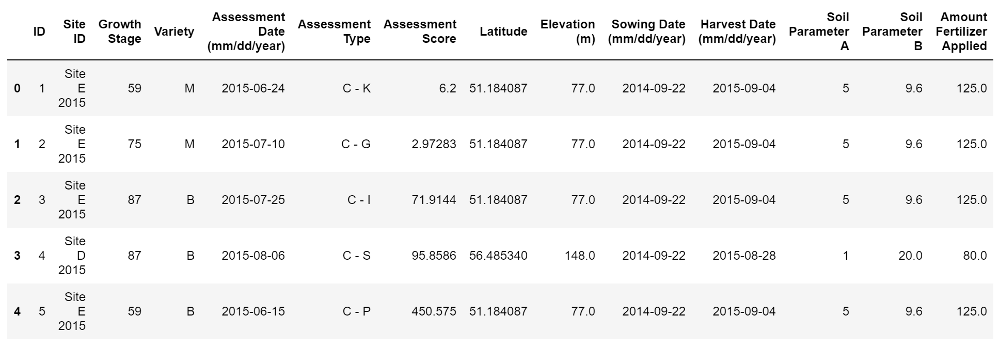 ID Site ID Growth Stage Variety Assessment Date (mm/dd/year) Assessment Type Assessment Score Latitude Elevation (m) Sowing Date (mm/dd/year) Harvest Date (mm/dd/year) Soil Parameter A Soil Parameter B Amount Fertilizer Applied
0 1 Site E 2015 59 M 2015-06-24 C - K 6.2 51.184087 77.0 2014-09-22 2015-09-04 5 9.6 125.0
1 2 Site E 2015 75 M 2015-07-10 C - G 2.97283 51.184087 77.0 2014-09-22 2015-09-04 5 9.6 125.0
2 3 Site E 2015 87 B 2015-07-25 C - I 71.9144 51.184087 77.0 2014-09-22 2015-09-04 5 9.6 125.0
3 4 Site D 2015 87 B 2015-08-06 C - S 95.8586 56.485340 148.0 2014-09-22 2015-08-28 1 20.0 80.0
4 5 Site E 2015 59 B 2015-06-15 C - P 450.575 51.184087 77.0 2014-09-22 2015-09-04 5 9.6 125.0